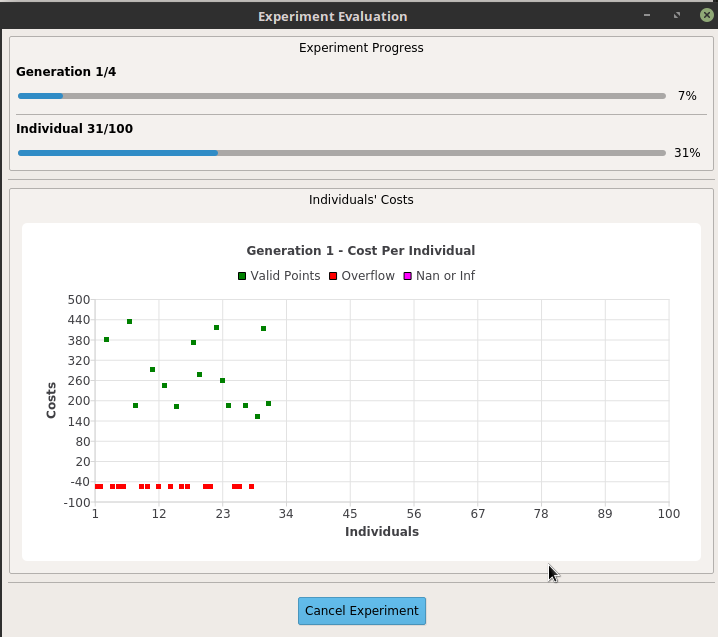 Experiment Evaluation
Experiment Progress
Generation 1/4
7%
Individual 31/100
31%
Individuals' Costs
Generation 1 - Cost Per Individual
Valid Points Overflow Nan or Inf
500
440
380
320
260
200
140
80
20
-40
-100
Costs
1 12 23 34 45 56 67 78 89 100
Individuals
Cancel Experiment